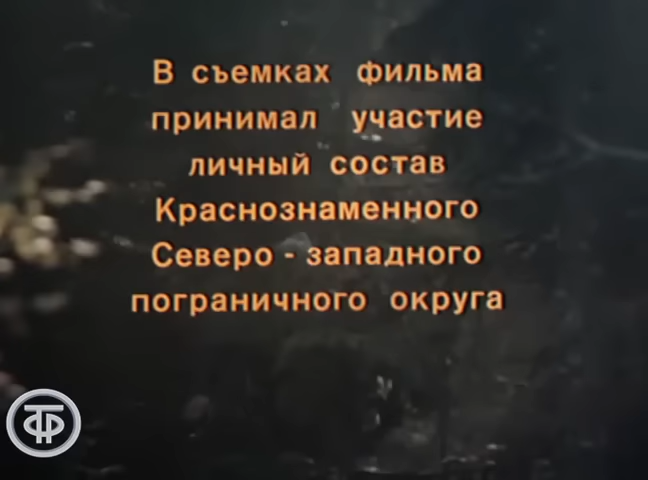 В съемках фильма
принимал участие
личный состав
Краснознаменного
Северо - западного
пограничного округа